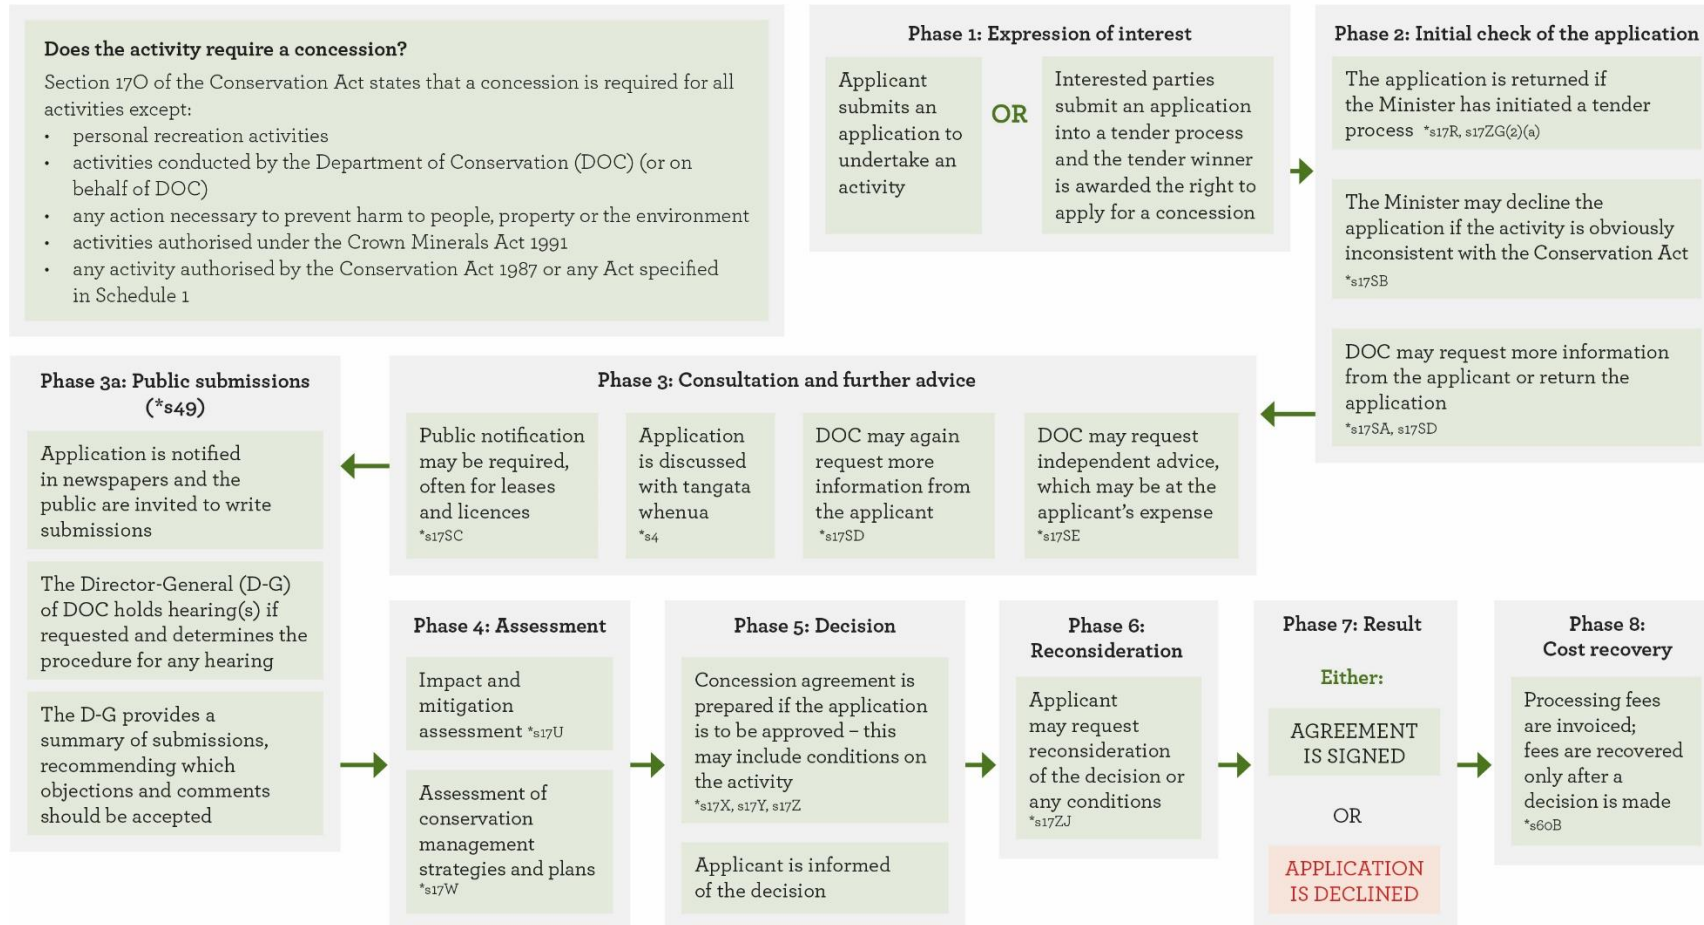 Does the activity require a concession?
Section 17O of the Conservation Act states that a concession is required for all
activities except:
• personal recreation activities
• activities conducted by the Department of Conservation (DOC) (or on
behalf of DOC)
• any action necessary to prevent harm to people, property or the environment
• activities authorised under the Crown Minerals Act 1991
• any activity authorised by the Conservation Act 1987 or any Act specified
in Schedule 1
Phase 1: Expression of interest
Applicant
submits an
application to
undertake an
activity
OR
Interested parties
submit an application
into a tender process
and the tender winner
is awarded the right to
apply for a concession
Phase 2: Initial check of the application
The application is returned if
the Minister has initiated a tender
process *s17R, s17ZG(2)(a)
The Minister may decline the
application if the activity is obviously
inconsistent with the Conservation Act
*s17SB
DOC may request more information
from the applicant or return the
application
*s17SA, s17SD
Phase 3: Consultation and further advice
Public notification
may be required,
often for leases
and licences
*s17SC
Application
is discussed
with tangata
whenua
*s4
DOC may again
request more
information from
the applicant
*s17SD
DOC may request
independent advice,
which may be at the
applicant's expense
*s17SE
Phase 3a: Public submissions
(*s49)
Application is notified
in newspapers and the
public are invited to write
submissions
The Director-General (D-G)
of DOC holds hearing(s) if
requested and determines the
procedure for any hearing
The D-G provides a
summary of submissions,
recommending which
objections and comments
should be accepted
Phase 4: Assessment
Impact and
mitigation
assessment *s17U
Assessment of
conservation
management
strategies and plans
*s17W
Phase 5: Decision
Concession agreement is
prepared if the application
is to be approved – this
may include conditions on
the activity
*s17X, s17Y, s17Z
Applicant is informed
of the decision
Phase 6:
Reconsideration
Applicant
may request
reconsideration
of the decision or
any conditions
*s17ZJ
Phase 7: Result
Either:
AGREEMENT
IS SIGNED
OR
APPLICATION
IS DECLINED
Phase 8:
Cost recovery
Processing fees
are invoiced;
fees are recovered
only after a
decision is made
*s60B